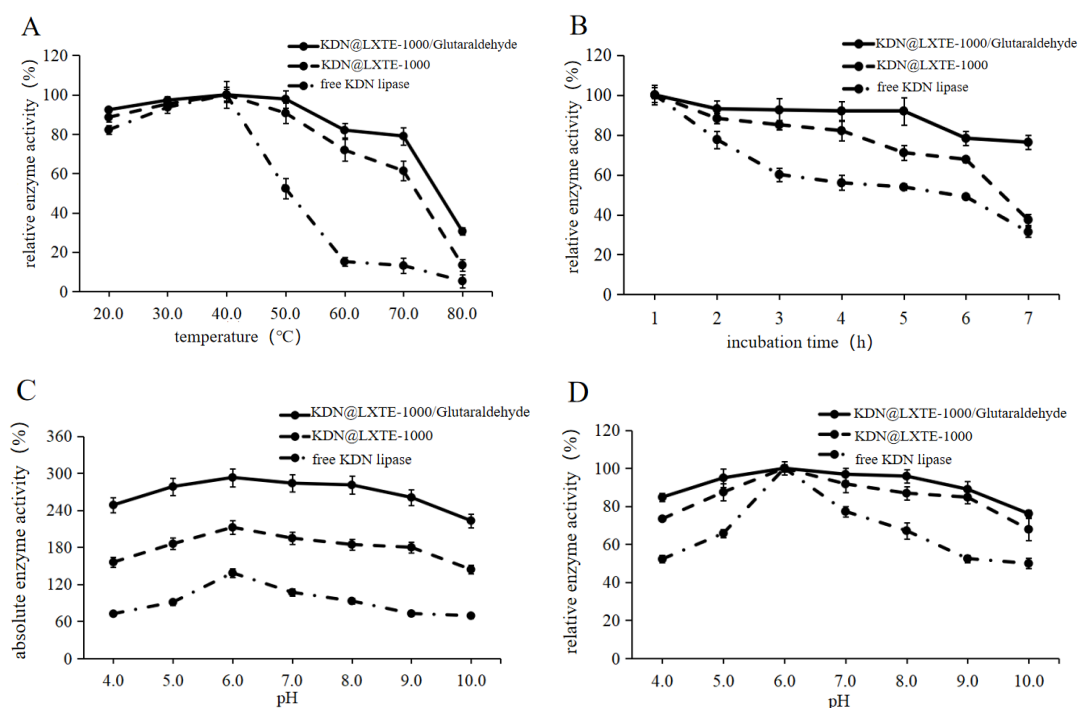 A
KDN@LXTE-1000/Glutaraldehyde
KDN@LXTE-1000
free KDN lipase
relative enzyme activity (%)
120
100
80
60
40
20
0
20.0 30.0 40.0 50.0 60.0 70.0 80.0
temperature (℃)
B
KDN@LXTE-1000/Glutaraldehyde
KDN@LXTE-1000
free KDN lipase
relative enzyme activity (%)
120
100
80
60
40
20
0
1 2 3 4 5 6 7
incubation time (h)
C
KDN@LXTE-1000/Glutaraldehyde
KDN@LXTE-1000
free KDN lipase
absolute enzyme activity (%)
360
300
240
180
120
60
0
4.0 5.0 6.0 7.0 8.0 9.0 10.0
pH
D
KDN@LXTE-1000/Glutaraldehyde
KDN@LXTE-1000
free KDN lipase
relative enzyme activity (%)
120
100
80
60
40
20
0
4.0 5.0 6.0 7.0 8.0 9.0 10.0
pH